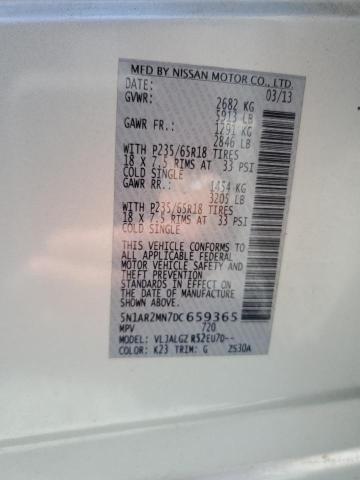 MFD BY NISSAN MOTOR CO., LTD.
DATE: 03/13
GVWR: 2682 KG
5913 LB
GAWR FR.: 1291 KG
2846 LB
WITH P235/65R18 TIRES
18 X 7.5 RIMS AT 33 PSI
COLD SINGLE
GAWR RR.: 1454 KG
3205 LB
WITH P235/65R18 TIRES
18 X 7.5 RIMS AT 33 PSI
COLD SINGLE
THIS VEHICLE CONFORMS TO
ALL APPLICABLE FEDERAL
MOTOR VEHICLE SAFETY AND
THEFT PREVENTION
STANDARDS IN EFFECT ON
THE DATE OF MANUFACTURE
SHOWN ABOVE.
5N1AR2MN7DC659365
MPV 720
MODEL: VLJALGZ R52EUD--
COLOR: K23 TRIM: G ZS30A